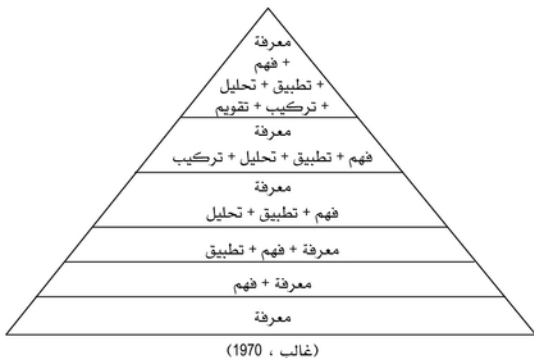 معرفة
+ فهم
+ تطبيق + تحليل
+ تركيب + تقويم
معرفة
فهم + تطبيق + تحليل + تركيب
معرفة
فهم + تطبيق + تحليل
معرفة + فهم + تطبيق
معرفة + فهم
معرفة
(غالب ، 1970)